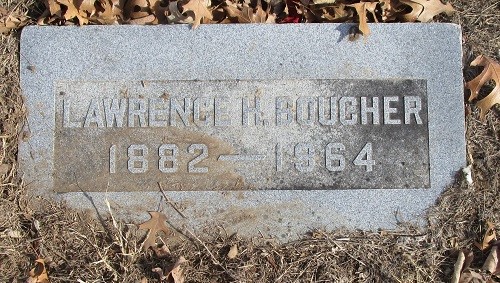 LAWRENCE H. BOUCHER
1882 — 1964